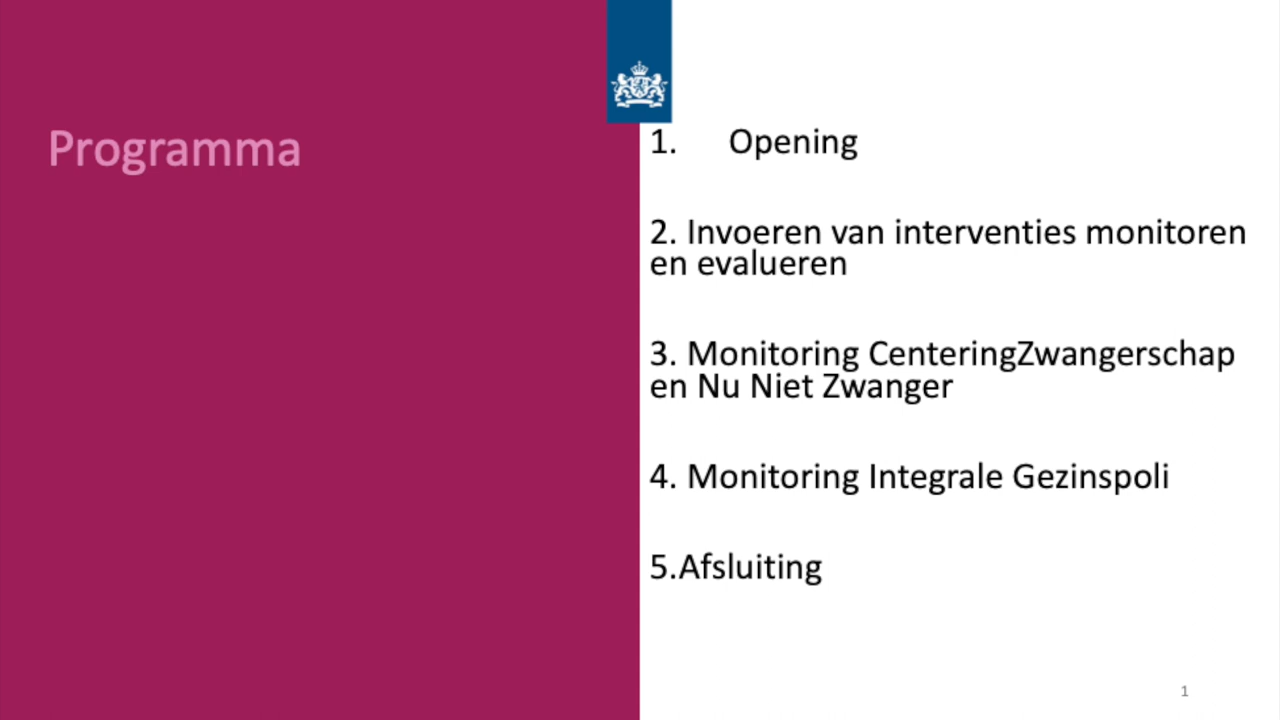 Programma
1. Opening
2. Invoeren van interventies monitoren
en evalueren
3. Monitoring CenteringZwangerschap
en Nu Niet Zwanger
4. Monitoring Integrale Gezinspoli
5.Afsluiting
1